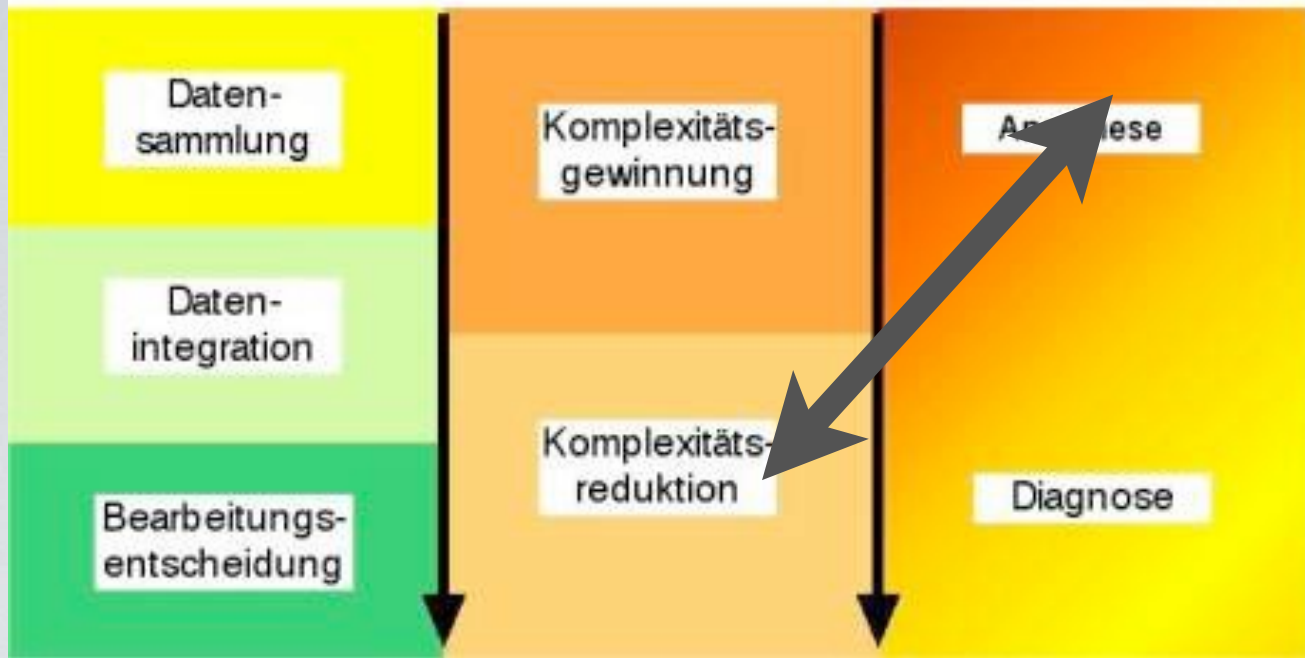 Daten-
sammlung
Daten-
integration
Bearbeitungs-
entscheidung
Komplexitäts-
gewinnung
Komplexitäts-
reduktion
Diagnose